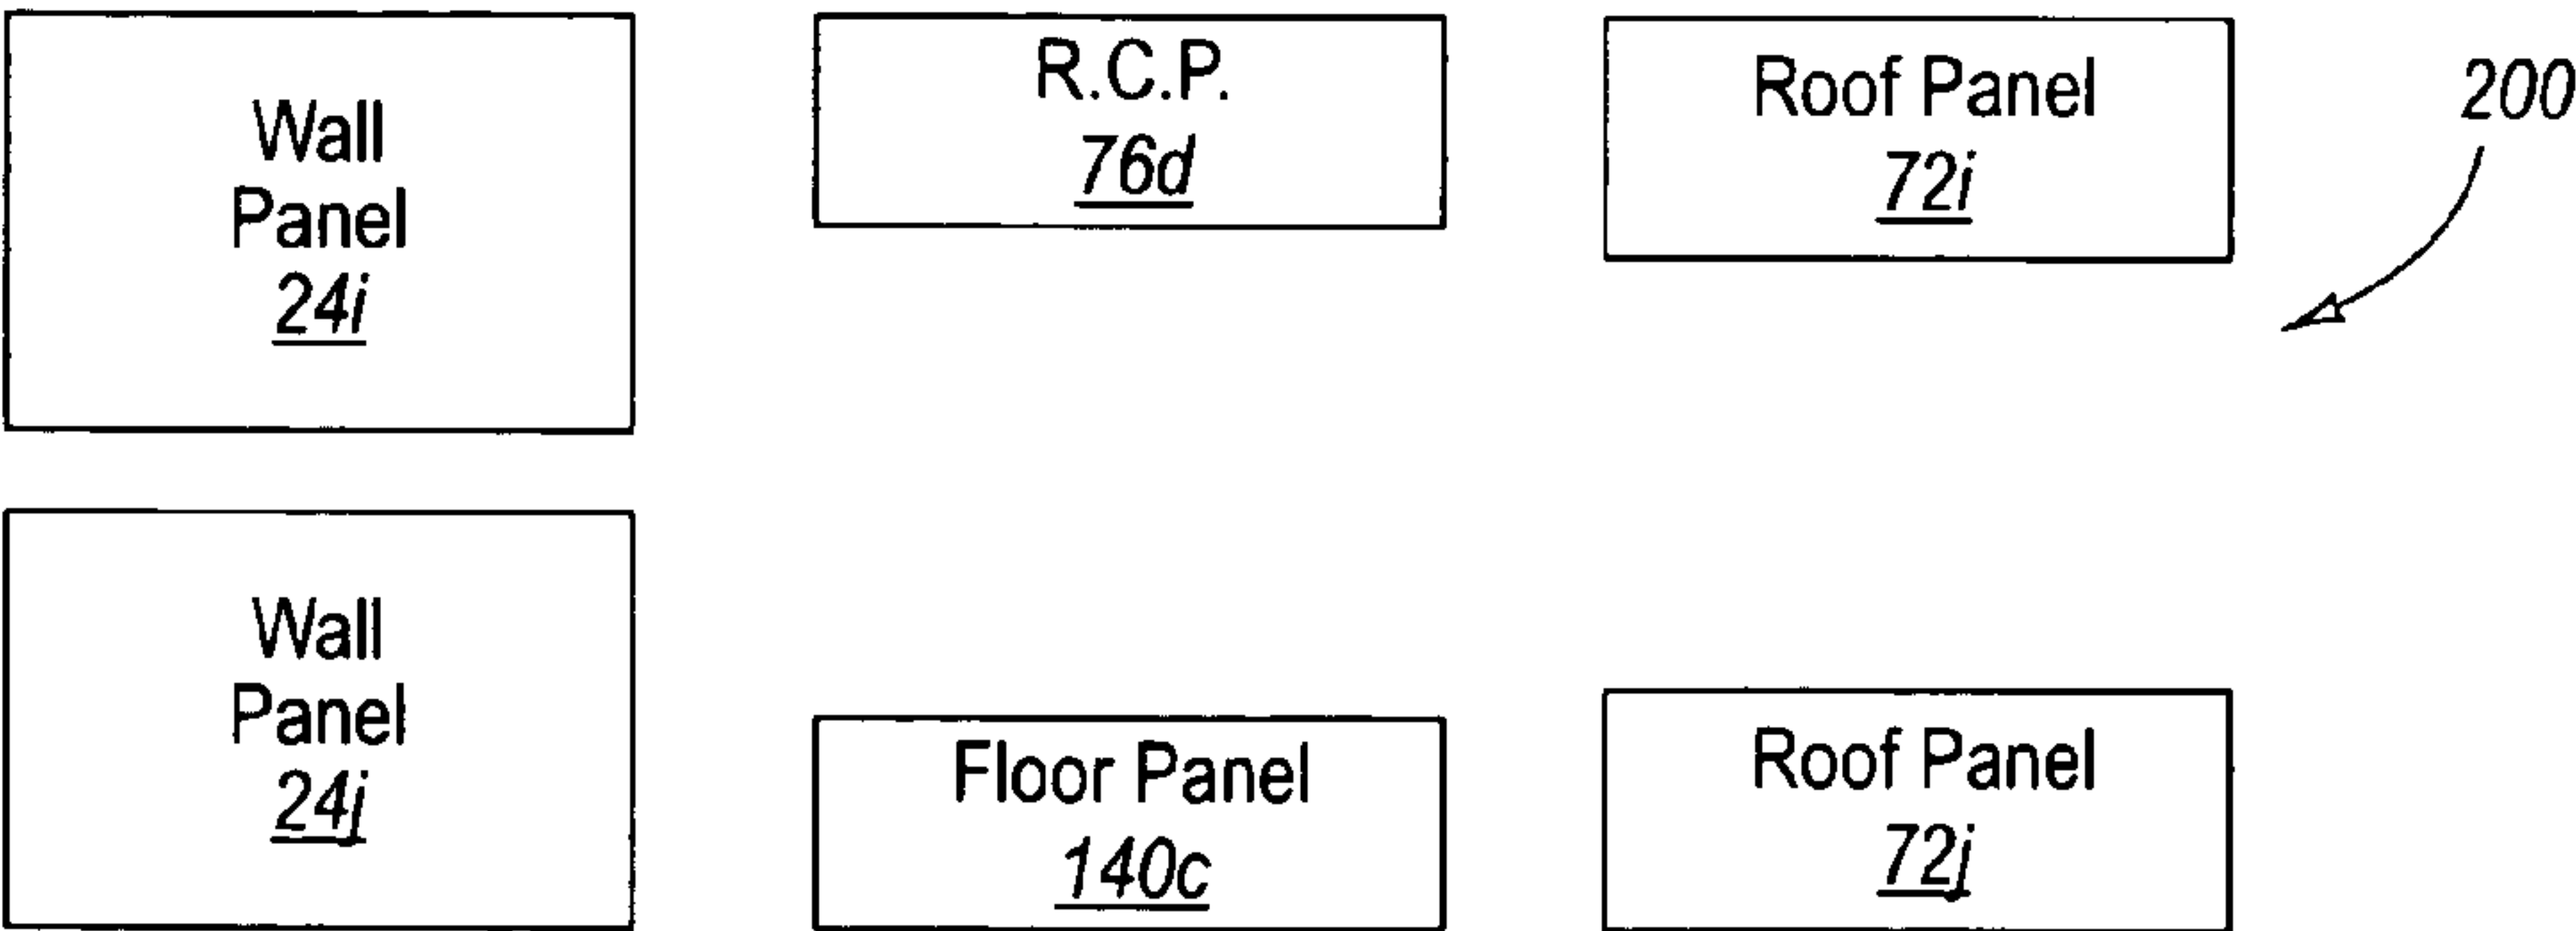 Wall
Panel
24i
R.C.P.
76d
Roof Panel
72i
200
Wall
Panel
24j
Floor Panel
140c
Roof Panel
72j